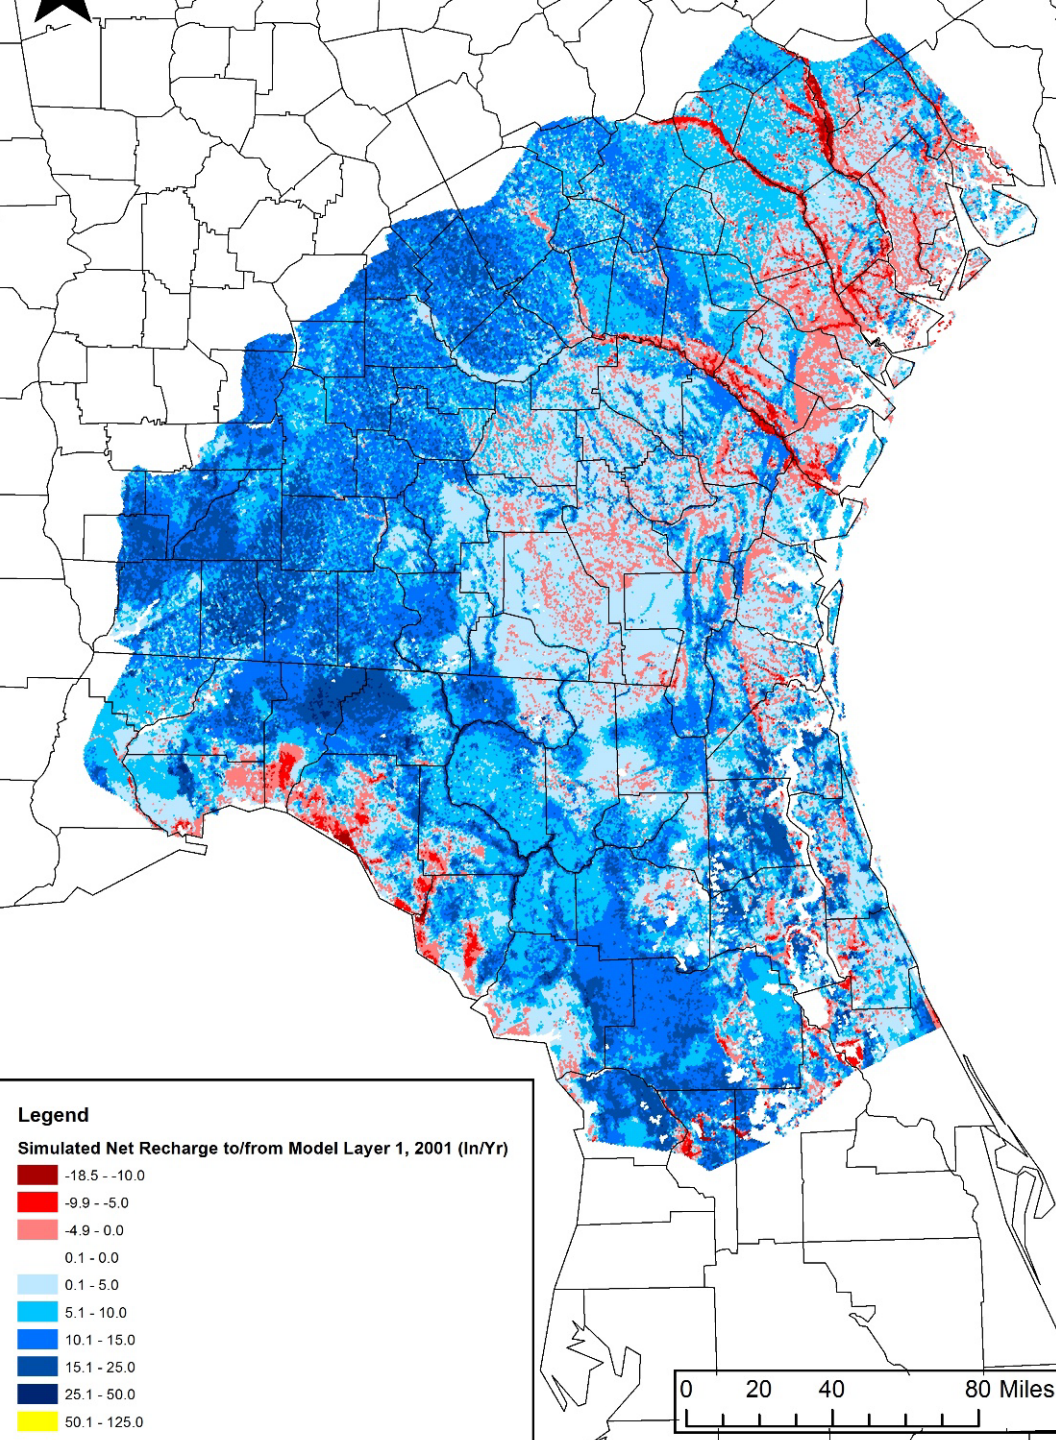 Legend
Simulated Net Recharge to/from Model Layer 1, 2001 (In/Yr)
-18.5 - -10.0
-9.9 - -5.0
-4.9 - 0.0
0.1 - 0.0
0.1 - 5.0
5.1 - 10.0
10.1 - 15.0
15.1 - 25.0
25.1 - 50.0
50.1 - 125.0
0 20 40 80 Miles